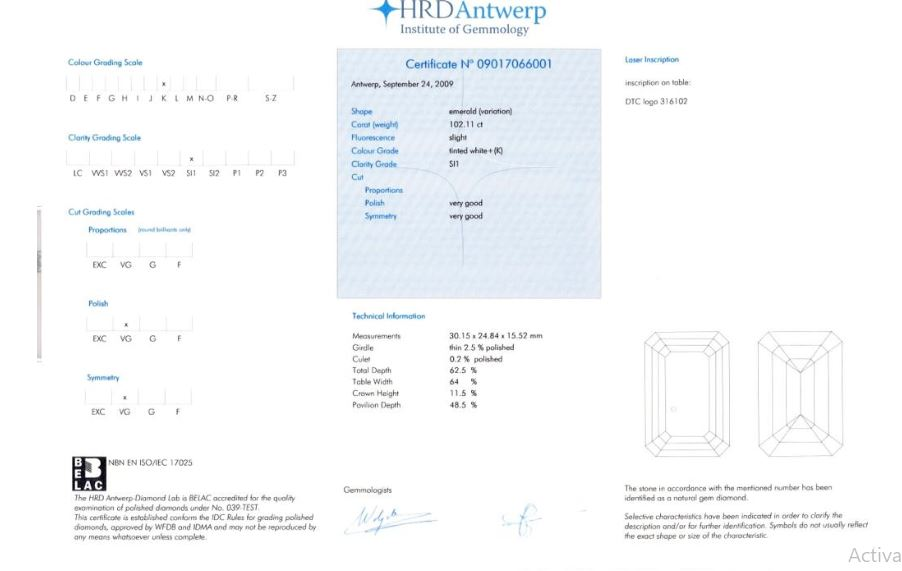 HRD Antwerp
Institute of Gemmology
Colour Grading Scale
x
D E F G H I J K L M N-O P-R S-Z
Clarity Grading Scale
x
LC VVS1 VVS2 VS1 VS2 SI1 SI2 P1 P2 P3
Cut Grading Scales
Proportions (round brilliants only)
EXC VG G F
Polish
x
EXC VG G F
Symmetry
x
EXC VG G F
BELAC
NBN EN ISO/IEC 17025
The HRD Antwerp-Diamond Lab is BELAC accredited for the quality
examination of polished diamonds under No. 039-TEST.
This certificate is established conform the IDC Rules for grading polished
diamonds, approved by WFDB and IDMA and may not be reproduced by
any means whatsoever unless complete.
Certificate N° 09017066001
Antwerp, September 24, 2009
Shape emerald (variation)
Carat (weight) 102.11 ct
Fluorescence slight
Colour Grade tinted white+ (K)
Clarity Grade SI1
Cut
Proportions
Polish very good
Symmetry very good
Technical Information
Measurements 30.15 x 24.84 x 15.52 mm
Girdle thin 2.5 % polished
Culet 0.2 % polished
Total Depth 62.5 %
Table Width 64 %
Crown Height 11.5 %
Pavilion Depth 48.5 %
Gemmologists
Laser Inscription
inscription on table:
DTC logo 316102
The stone in accordance with the mentioned number has been
identified as a natural gem diamond.
Selective characteristics have been indicated in order to clarify the
description and/or for further identification. Symbols do not usually reflect
the exact shape or size of the characteristic.
Activa